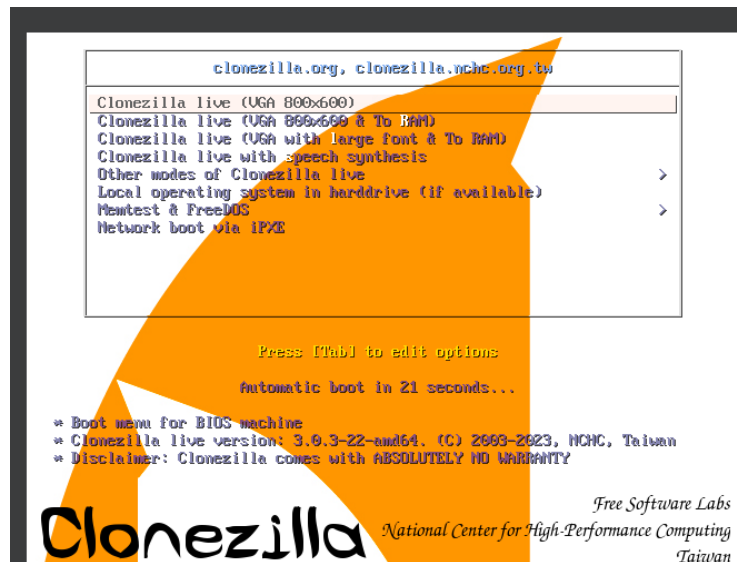 clonezilla.org, clonezilla.nchc.org.tw
Clonezilla live (VGA 800x600)
Clonezilla live (VGA 800x600 & To RAM)
Clonezilla live (VGA with large font & To RAM)
Clonezilla live with speech synthesis
Other modes of Clonezilla live >
Local operating system in harddrive (if available)
Memtest & FreeDOS >
Network boot via iPXE
Press [Tab] to edit options
Automatic boot in 21 seconds...
* Boot menu for BIOS machine
* Clonezilla live version: 3.0.3-22-amd64. (C) 2003-2023, NCHC, Taiwan
* Disclaimer: Clonezilla comes with ABSOLUTELY NO WARRANTY
Free Software Labs
Clonezilla National Center for High-Performance Computing
Taiwan